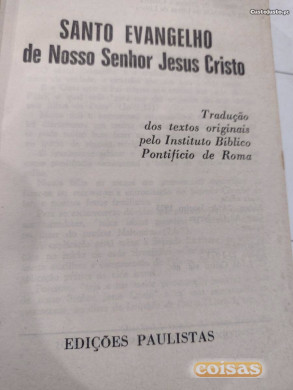 SANTO EVANGELHO
de Nosso Senhor Jesus Cristo
Tradução
dos textos originais
pelo Instituto Bíblico
Pontifício de Roma
EDIÇÕES PAULISTAS
coisas